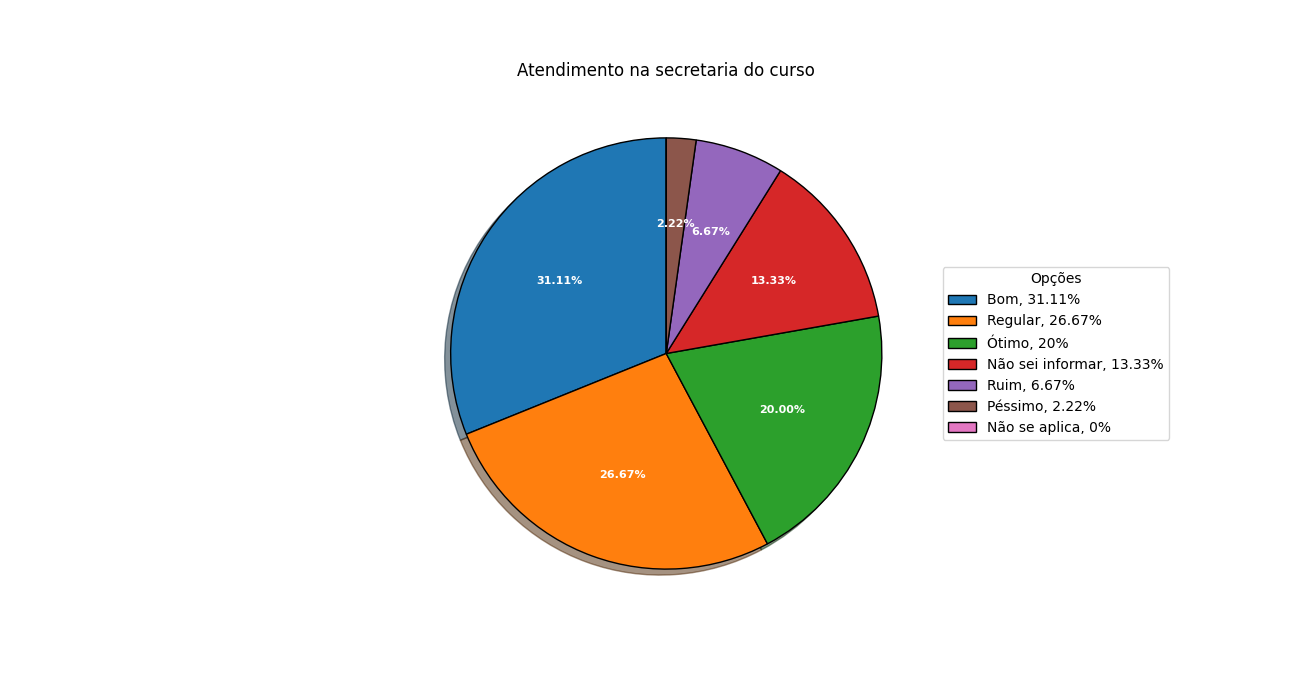 Atendimento na secretaria do curso
2.22%
6.67%
31.11%
13.33%
20.00%
26.67%
Opções
Bom, 31.11%
Regular, 26.67%
Ótimo, 20%
Não sei informar, 13.33%
Ruim, 6.67%
Péssimo, 2.22%
Não se aplica, 0%